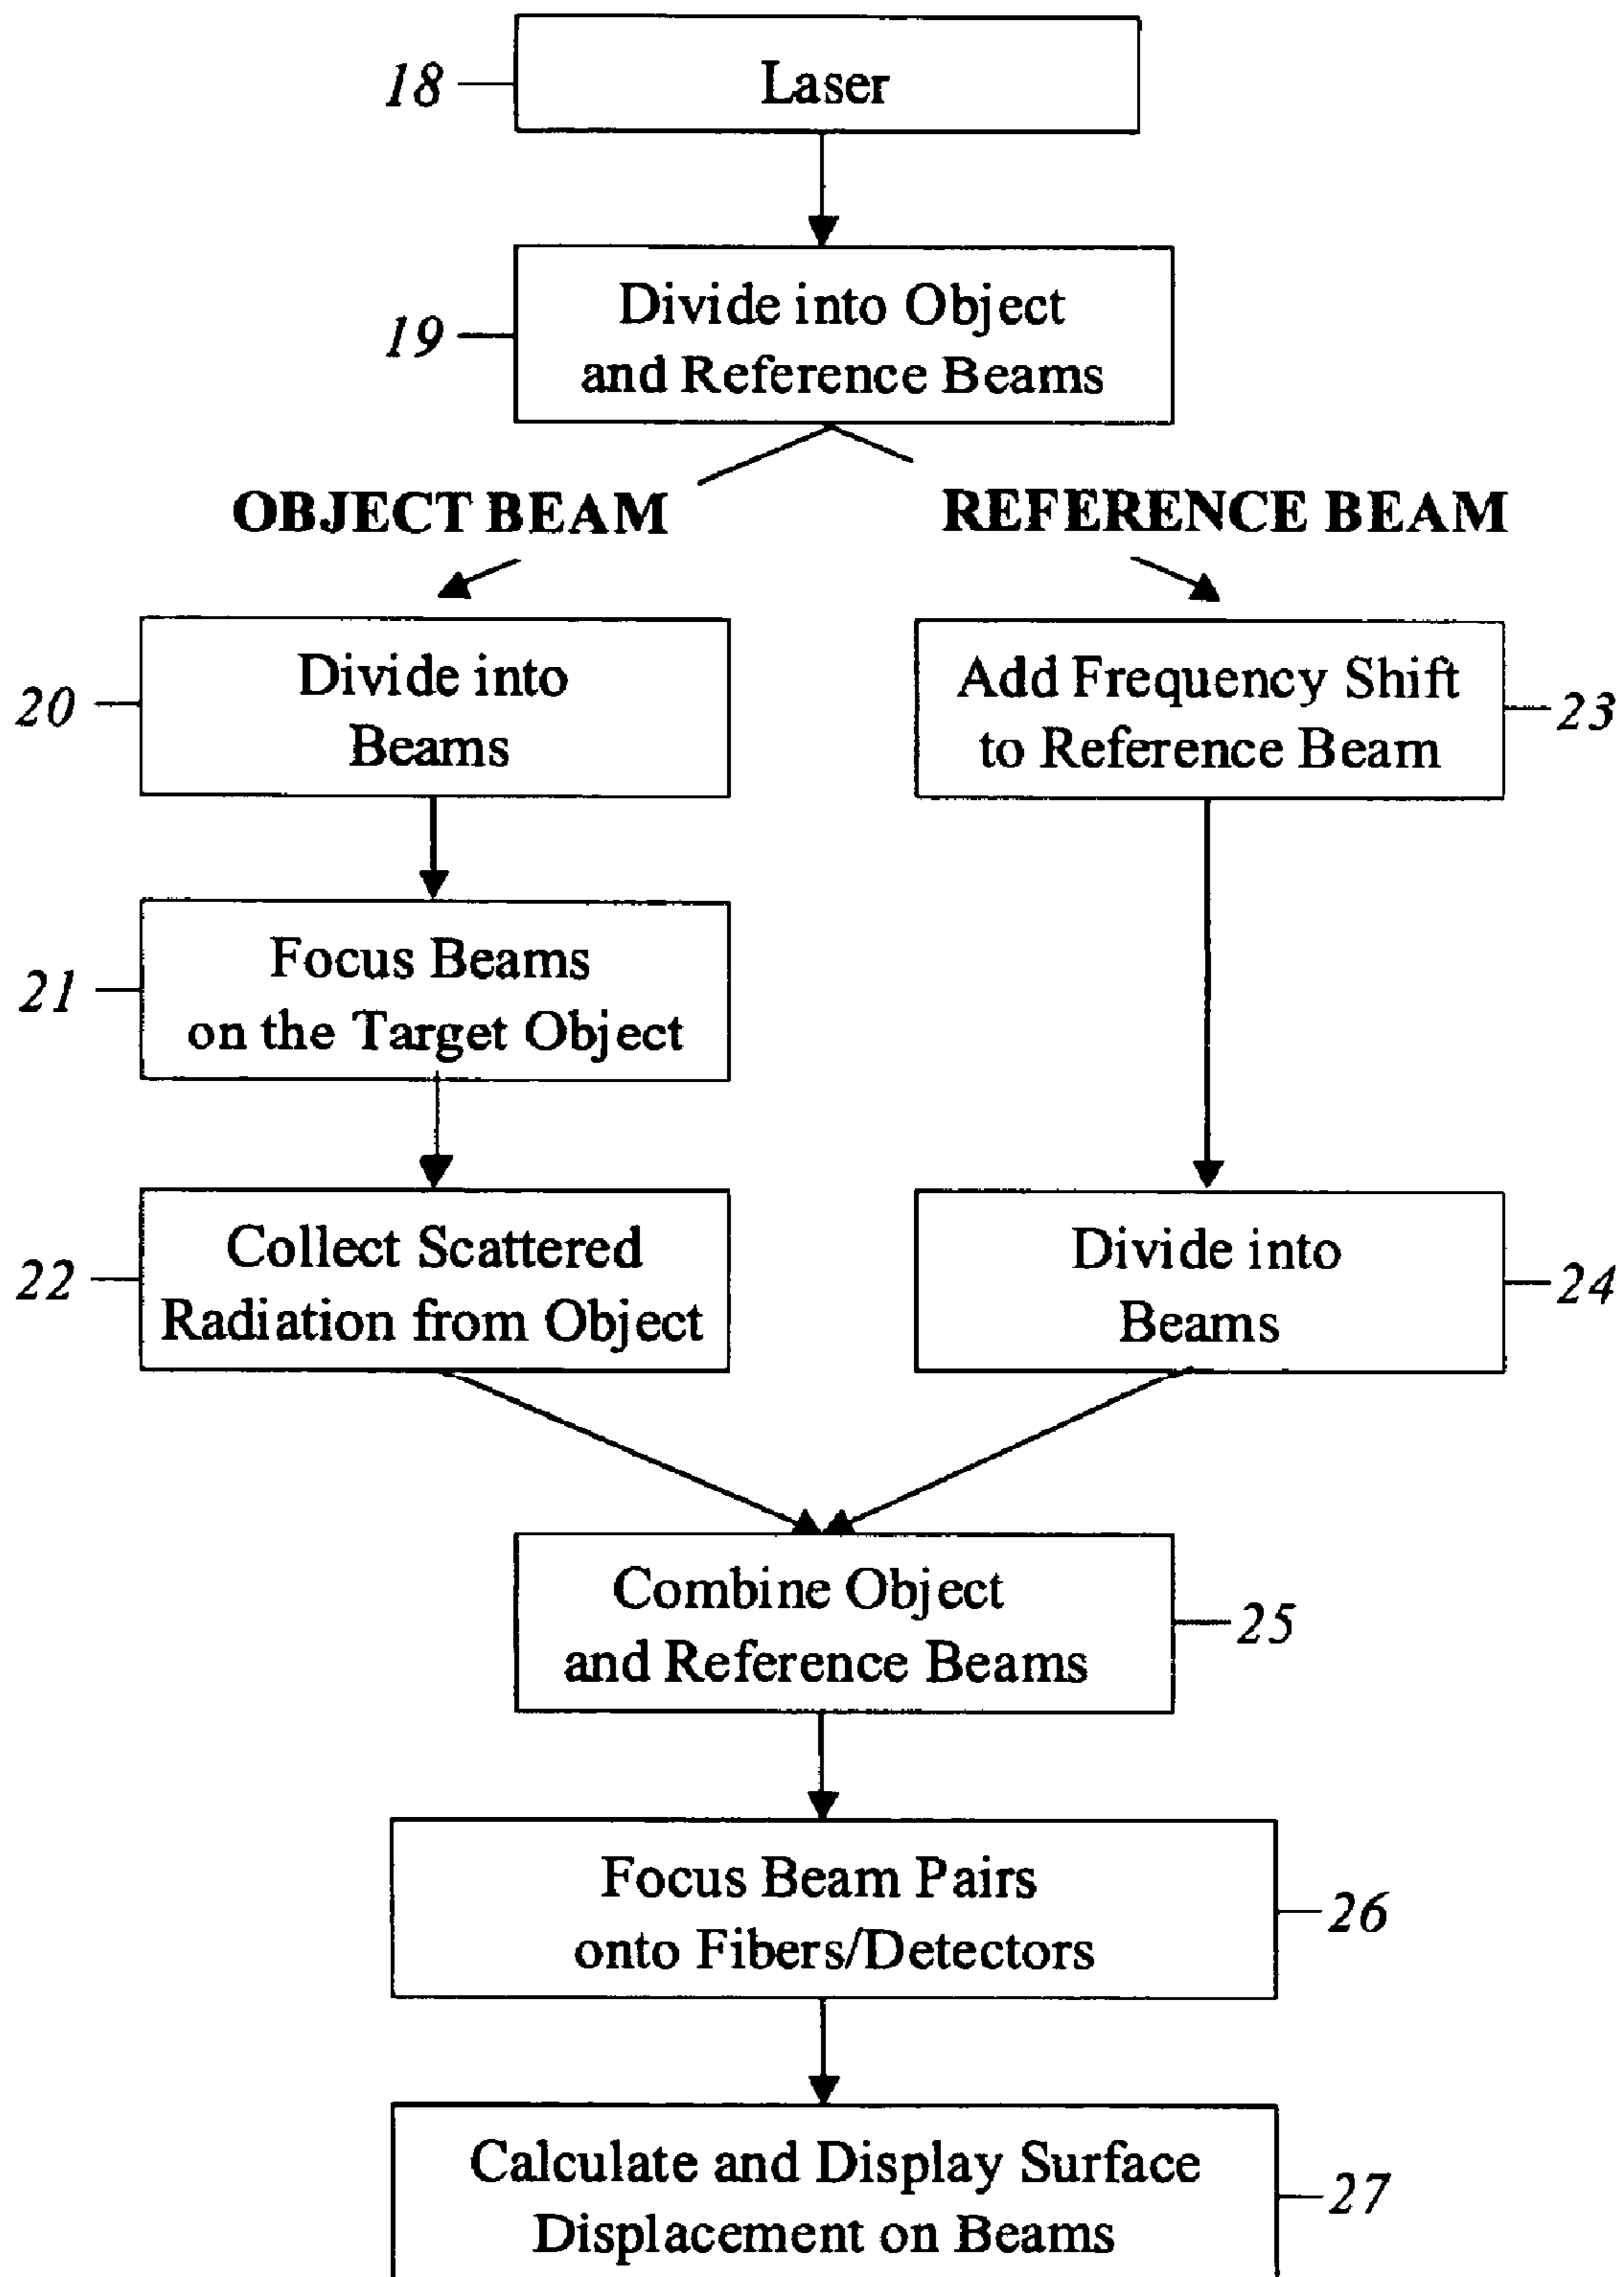 18
Laser
19
Divide into Object
and Reference Beams
OBJECT BEAM
REFERENCE BEAM
20
Divide into
Beams
Add Frequency Shift
to Reference Beam
23
21
Focus Beams
on the Target Object
22
Collect Scattered
Radiation from Object
Divide into
Beams
24
Combine Object
and Reference Beams
25
Focus Beam Pairs
onto Fibers/Detectors
26
Calculate and Display Surface
Displacement on Beams
27